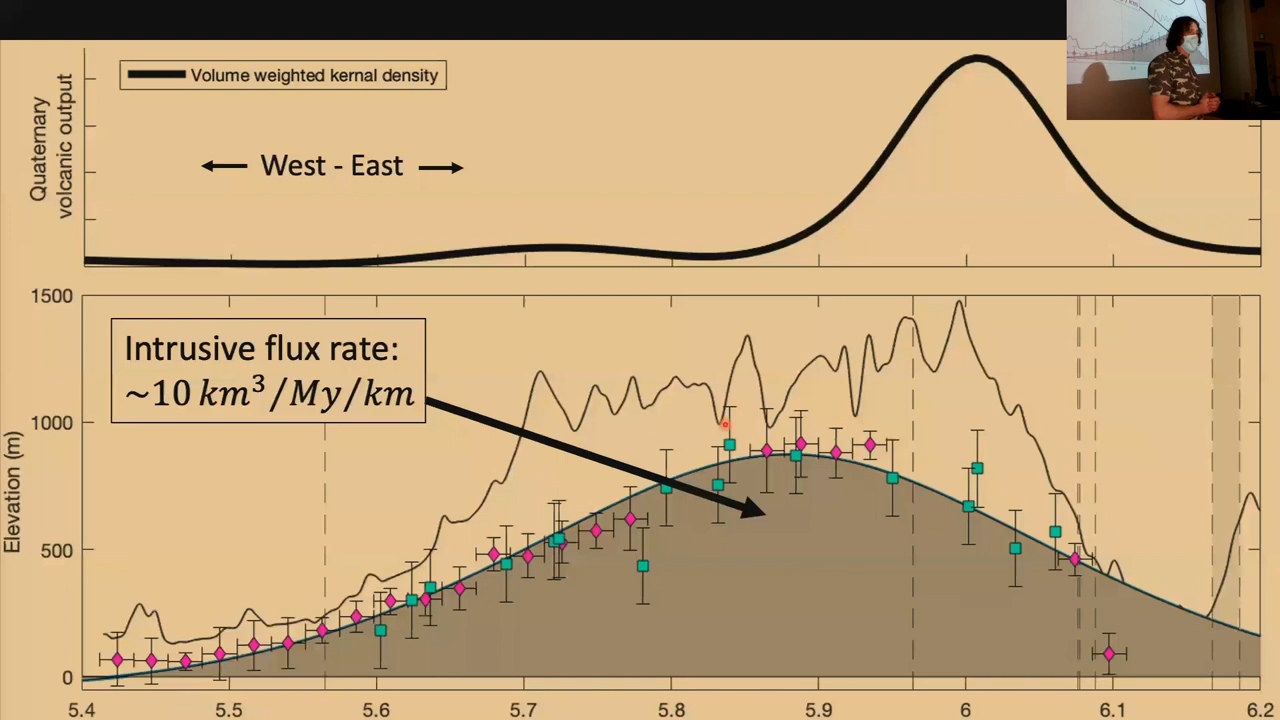 Quaternary
volcanic output
Volume weighted kernal density
West - East
1500
1000
500
0
Elevation (m)
Intrusive flux rate:
~10 km³/My/km
5.4
5.5
5.6
5.7
5.8
5.9
6
6.1
6.2